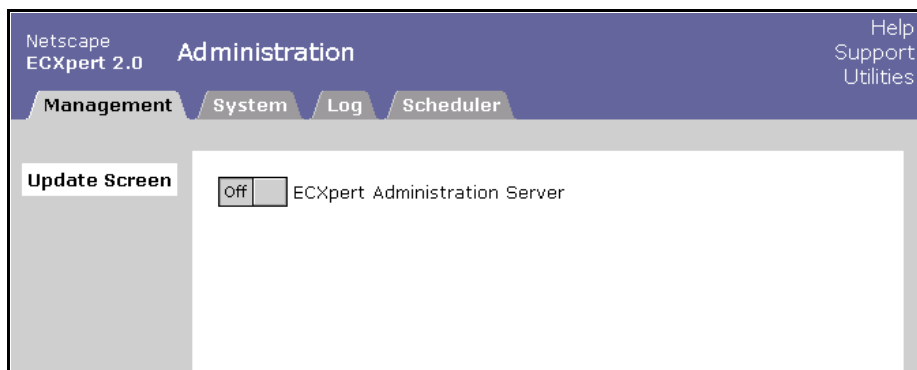 Netscape
ECXpert 2.0
Administration
Help
Support
Utilities
Management
System
Log
Scheduler
Update Screen
Off
ECXpert Administration Server